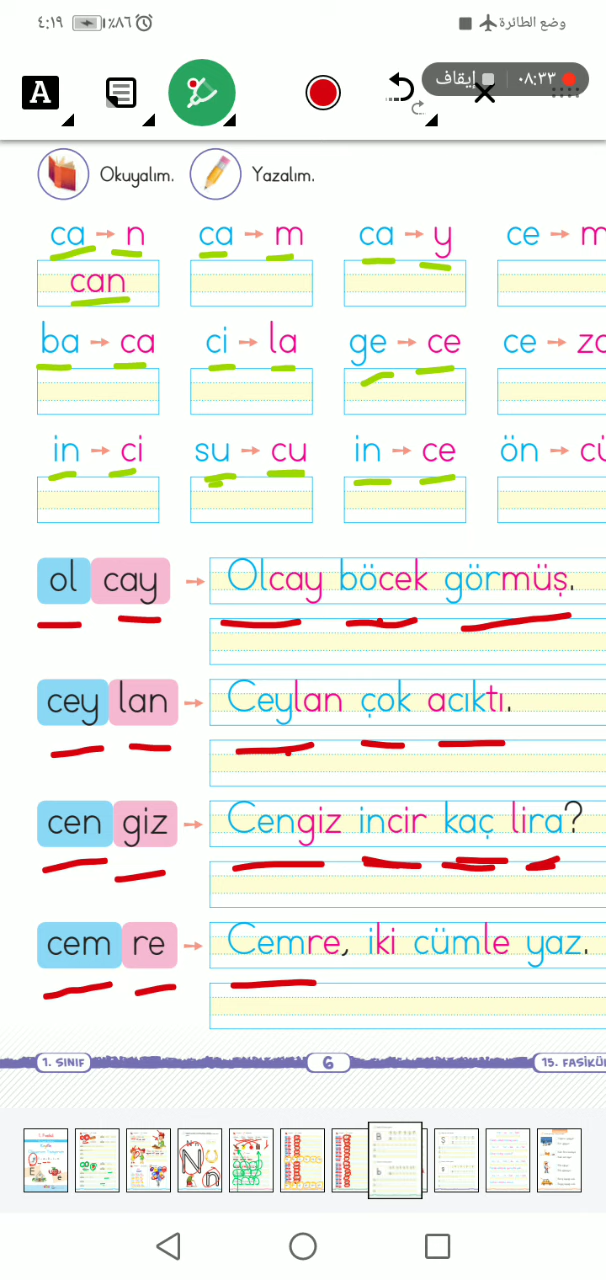 ٤:١٩ ٪٨٦ وضع الطائرة
A
إيقاف ٠٨:٣٣
Okuyalım. Yazalım.
ca → n ca → m ca → y ce → m
can
ba → ca ci → la ge → ce ce → za
in → ci su → cu in → ce ön → cü
ol cay → Olcay böcek görmüş.
cey lan → Ceylan çok acıktı.
cen giz → Cengiz incir kaç lira?
cem re → Cemre, iki cümle yaz.
1. SINIF 6 15. FASİKÜ